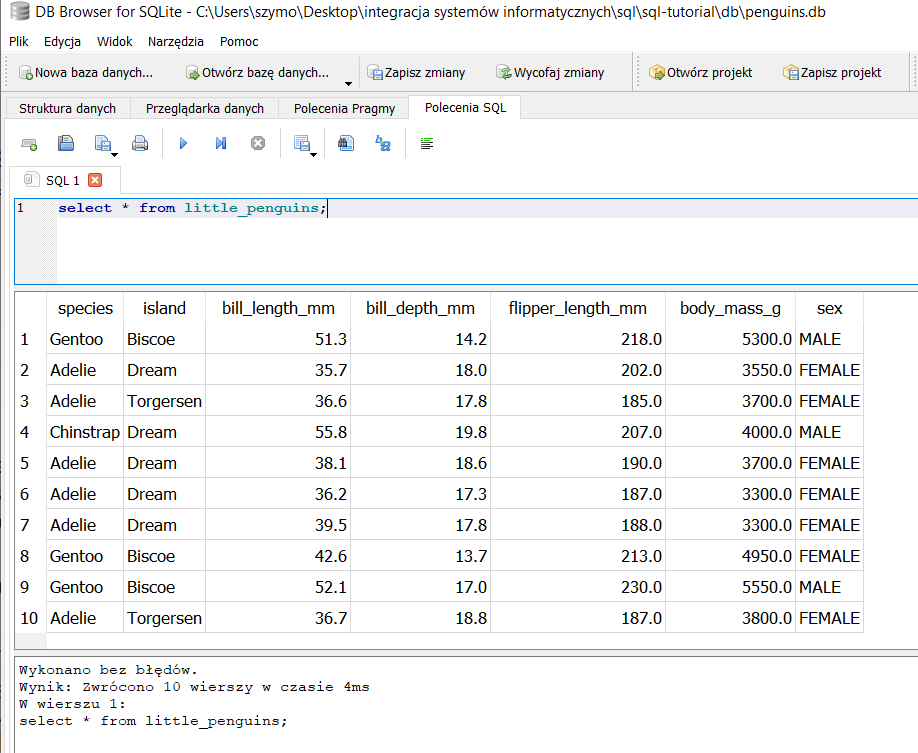 DB Browser for SQLite - C:\Users\szymo\Desktop\integracja systemów informatycznych\sql\sql-tutorial\db\penguins.db
Plik Edycja Widok Narzędzia Pomoc
Nowa baza danych... Otwórz bazę danych... Zapisz zmiany Wycofaj zmiany Otwórz projekt Zapisz projekt
Struktura danych Przeglądarka danych Polecenia Pragmy Polecenia SQL
SQL 1
1 select * from little_penguins;
species island bill_length_mm bill_depth_mm flipper_length_mm body_mass_g sex
1 Gentoo Biscoe 51.3 14.2 218.0 5300.0 MALE
2 Adelie Dream 35.7 18.0 202.0 3550.0 FEMALE
3 Adelie Torgersen 36.6 17.8 185.0 3700.0 FEMALE
4 Chinstrap Dream 55.8 19.8 207.0 4000.0 MALE
5 Adelie Dream 38.1 18.6 190.0 3700.0 FEMALE
6 Adelie Dream 36.2 17.3 187.0 3300.0 FEMALE
7 Adelie Dream 39.5 17.8 188.0 3300.0 FEMALE
8 Gentoo Biscoe 42.6 13.7 213.0 4950.0 FEMALE
9 Gentoo Biscoe 52.1 17.0 230.0 5550.0 MALE
10 Adelie Torgersen 36.7 18.8 187.0 3800.0 FEMALE
Wykonano bez błędów.
Wynik: Zwrócono 10 wierszy w czasie 4ms
W wierszu 1:
select * from little_penguins;